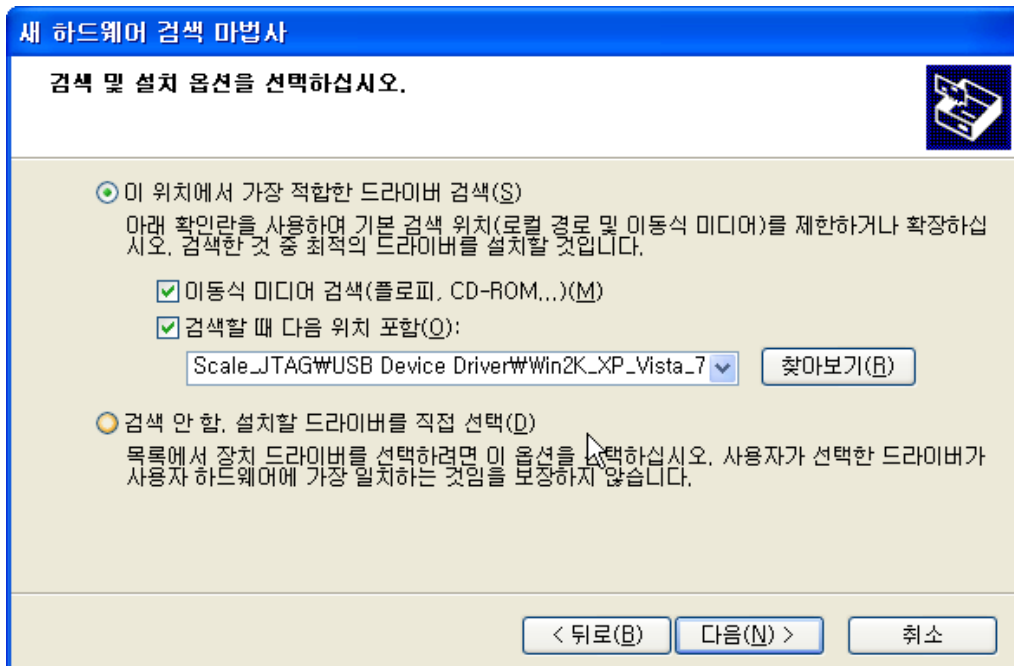 새 하드웨어 검색 마법사
검색 및 설치 옵션을 선택하십시오.
이 위치에서 가장 적합한 드라이버 검색(S)
아래 확인란을 사용하여 기본 검색 위치(로컬 경로 및 이동식 미디어)를 제한하거나 확장하십
시오. 검색한 것 중 최적의 드라이버를 설치할 것입니다.
이동식 미디어 검색(플로피, CD-ROM...)(M)
검색할 때 다음 위치 포함(O):
Scale_JTAG₩USB Device Driver₩Win2K_XP_Vista_7
찾아보기(R)
검색 안 함. 설치할 드라이버를 직접 선택(D)
목록에서 장치 드라이버를 선택하려면 이 옵션을 선택하십시오. 사용자가 선택한 드라이버가
사용자 하드웨어에 가장 일치하는 것임을 보장하지 않습니다.
< 뒤로(B) 다음(N) > 취소